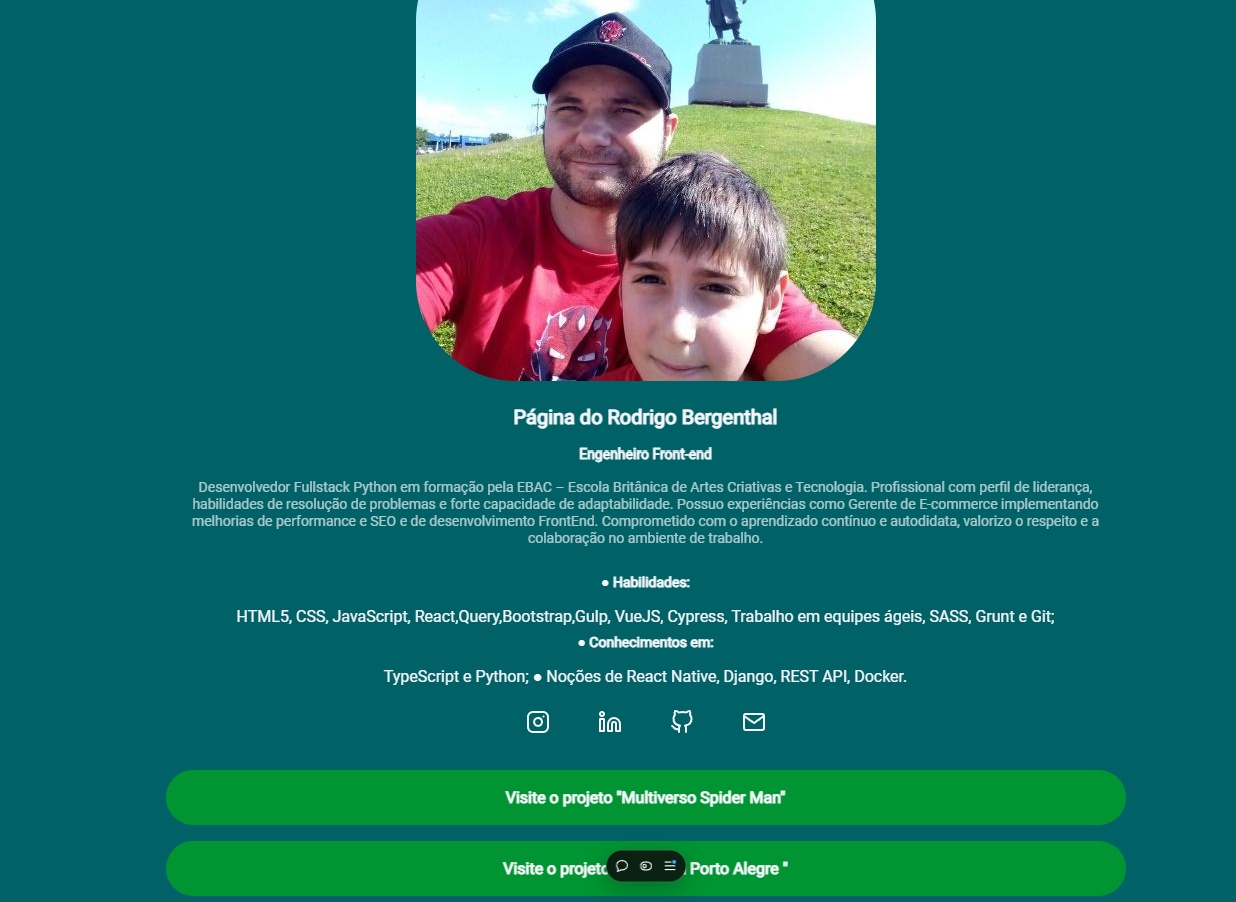 Página do Rodrigo Bergenthal
Engenheiro Front-end
Desenvolvedor Fullstack Python em formação pela EBAC – Escola Britânica de Artes Criativas e Tecnologia. Profissional com perfil de liderança,
habilidades de resolução de problemas e forte capacidade de adaptabilidade. Possuo experiências como Gerente de E-commerce implementando
melhorias de performance e SEO e de desenvolvimento FrontEnd. Comprometido com o aprendizado contínuo e autodidata, valorizo o respeito e a
colaboração no ambiente de trabalho.
● Habilidades:
HTML5, CSS, JavaScript, React,Query,Bootstrap,Gulp, VueJS, Cypress, Trabalho em equipes ágeis, SASS, Grunt e Git;
● Conhecimentos em:
TypeScript e Python; ● Noções de React Native, Django, REST API, Docker.
Visite o projeto "Multiverso Spider Man"
Visite o projeto Porto Alegre "